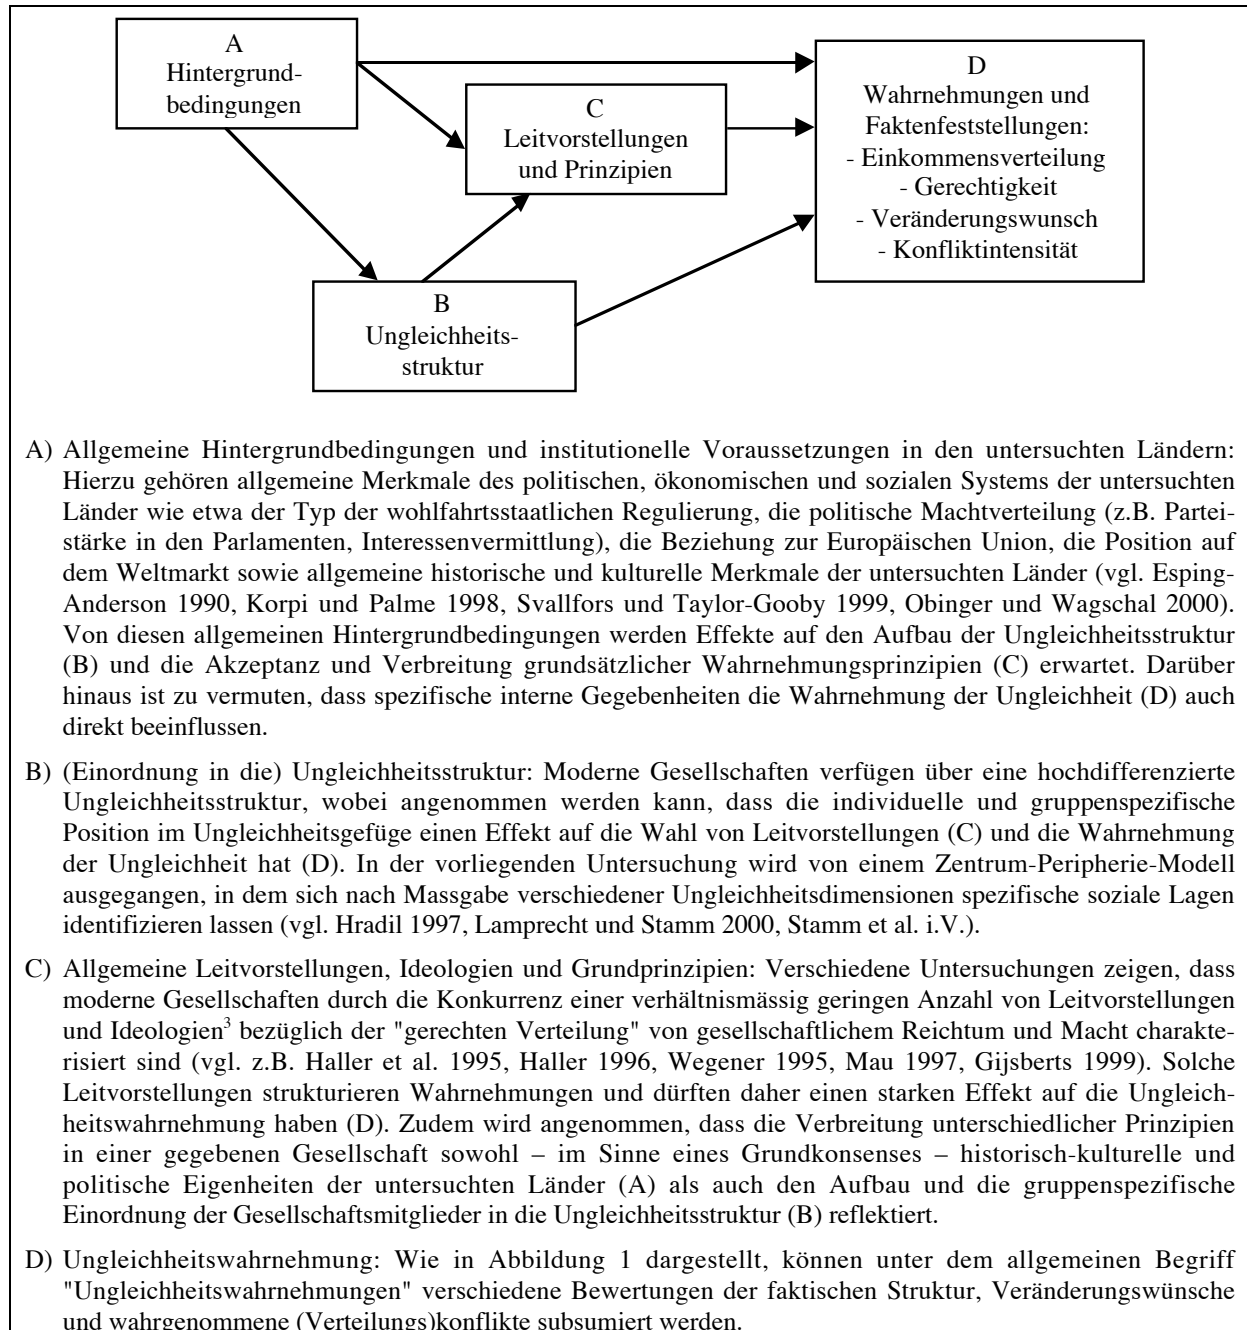 A
Hintergrund-
bedingungen
C
Leitvorstellungen
und Prinzipien
D
Wahrnehmungen und
Faktenfeststellungen:
- Einkommensverteilung
- Gerechtigkeit
- Veränderungswunsch
- Konfliktintensität
B
Ungleichheits-
struktur
A) Allgemeine Hintergrundbedingungen und institutionelle Voraussetzungen in den untersuchten Ländern:
Hierzu gehören allgemeine Merkmale des politischen, ökonomischen und sozialen Systems der untersuchten
Länder wie etwa der Typ der wohlfahrtsstaatlichen Regulierung, die politische Machtverteilung (z.B. Partei-
stärke in den Parlamenten, Interessenvermittlung), die Beziehung zur Europäischen Union, die Position auf
dem Weltmarkt sowie allgemeine historische und kulturelle Merkmale der untersuchten Länder (vgl. Esping-
Anderson 1990, Korpi und Palme 1998, Svallfors und Taylor-Gooby 1999, Obinger und Wagschal 2000).
Von diesen allgemeinen Hintergrundbedingungen werden Effekte auf den Aufbau der Ungleichheitsstruktur
(B) und die Akzeptanz und Verbreitung grundsätzlicher Wahrnehmungsprinzipien (C) erwartet. Darüber
hinaus ist zu vermuten, dass spezifische interne Gegebenheiten die Wahrnehmung der Ungleichheit (D) auch
direkt beeinflussen.
B) (Einordnung in die) Ungleichheitsstruktur: Moderne Gesellschaften verfügen über eine hochdifferenzierte
Ungleichheitsstruktur, wobei angenommen werden kann, dass die individuelle und gruppenspezifische
Position im Ungleichheitsgefüge einen Effekt auf die Wahl von Leitvorstellungen (C) und die Wahrnehmung
der Ungleichheit hat (D). In der vorliegenden Untersuchung wird von einem Zentrum-Peripherie-Modell
ausgegangen, in dem sich nach Massgabe verschiedener Ungleichheitsdimensionen spezifische soziale Lagen
identifizieren lassen (vgl. Hradil 1997, Lamprecht und Stamm 2000, Stamm et al. i.V.).
C) Allgemeine Leitvorstellungen, Ideologien und Grundprinzipien: Verschiedene Untersuchungen zeigen, dass
moderne Gesellschaften durch die Konkurrenz einer verhältnismässig geringen Anzahl von Leitvorstellungen
und Ideologien³ bezüglich der "gerechten Verteilung" von gesellschaftlichem Reichtum und Macht charakte-
risiert sind (vgl. z.B. Haller et al. 1995, Haller 1996, Wegener 1995, Mau 1997, Gijsberts 1999). Solche
Leitvorstellungen strukturieren Wahrnehmungen und dürften daher einen starken Effekt auf die Ungleich-
heitswahrnehmung haben (D). Zudem wird angenommen, dass die Verbreitung unterschiedlicher Prinzipien
in einer gegebenen Gesellschaft sowohl – im Sinne eines Grundkonsenses – historisch-kulturelle und
politische Eigenheiten der untersuchten Länder (A) als auch den Aufbau und die gruppenspezifische
Einordnung der Gesellschaftsmitglieder in die Ungleichheitsstruktur (B) reflektiert.
D) Ungleichheitswahrnehmung: Wie in Abbildung 1 dargestellt, können unter dem allgemeinen Begriff
"Ungleichheitswahrnehmungen" verschiedene Bewertungen der faktischen Struktur, Veränderungswünsche
und wahrgenommene (Verteilungs)konflikte subsumiert werden.